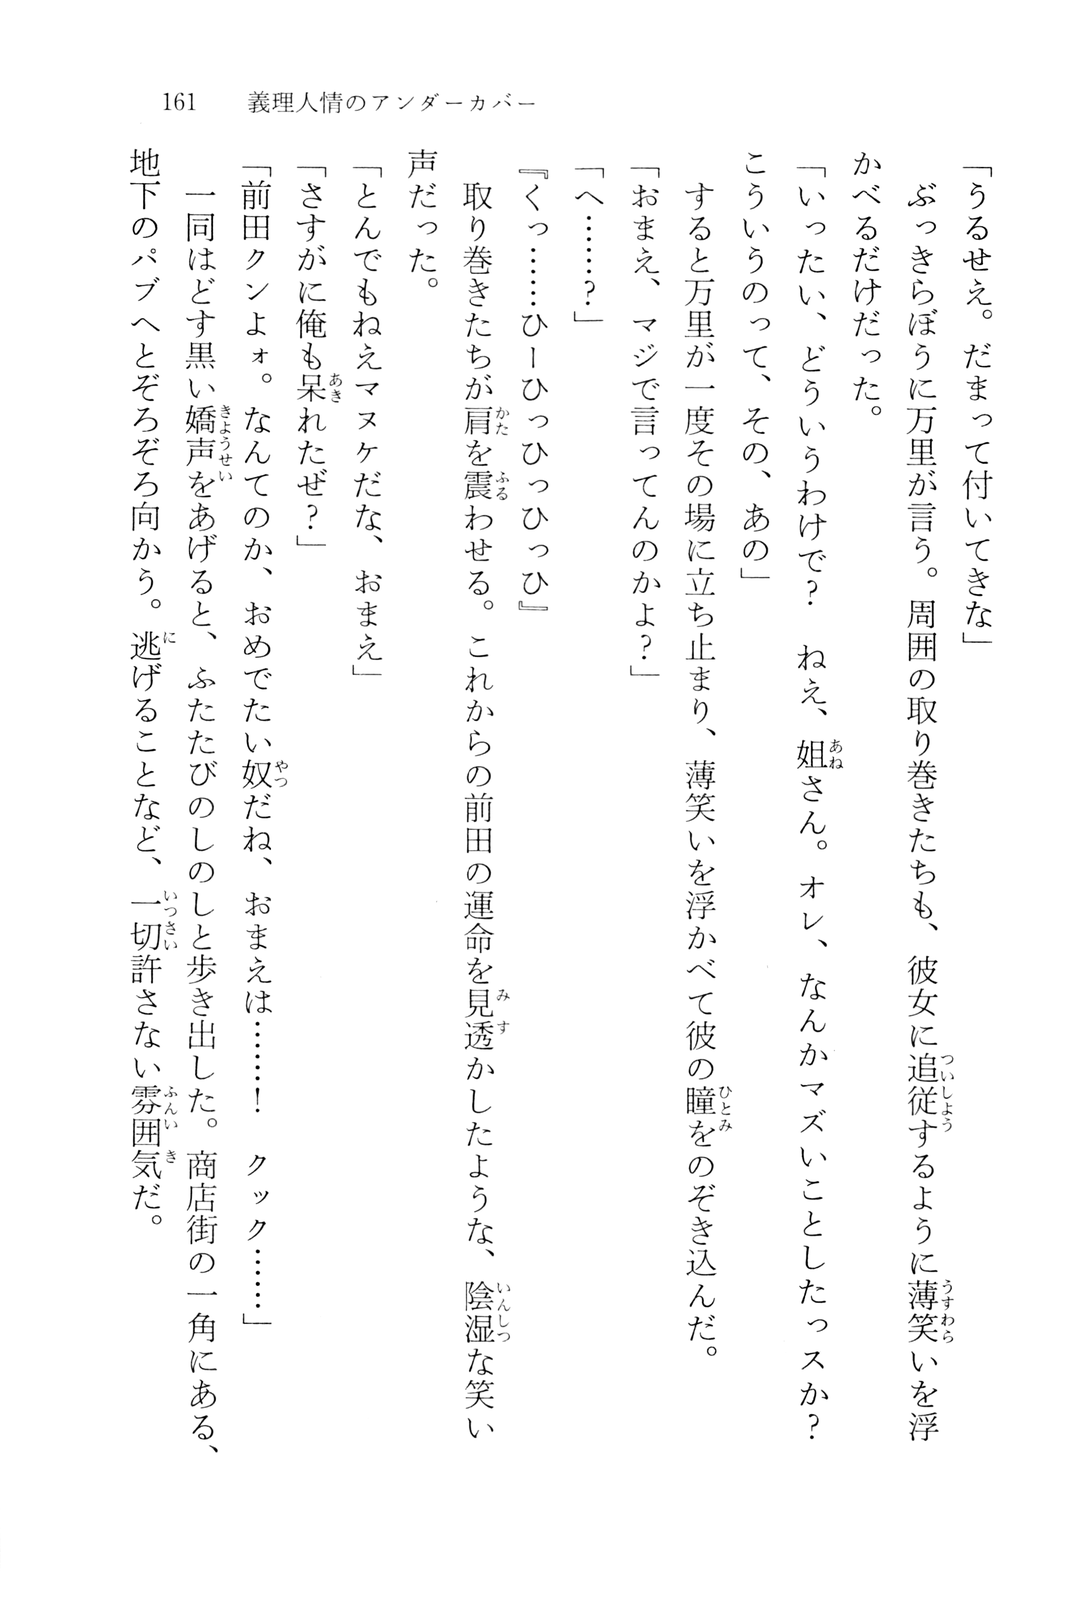 161　義理人情のアンダーカバー
「うるせえ。だまって付いてきな」
　ぶっきらぼうに万里が言う。周囲の取り巻きたちも、彼女に追従するように薄笑いを浮
かべるだけだった。
「いったい、どういうわけで？　ねえ、姐さん。オレ、なんかマズいことしたっスか？
こういうのって、その、あの」
　すると万里が一度その場に立ち止まり、薄笑いを浮かべて彼の瞳をのぞき込んだ。
「おまえ、マジで言ってんのかよ？」
「へ……？」
『くっ……ひーひっひっひっひ』
　取り巻きたちが肩を震わせる。これからの前田の運命を見透かしたような、陰湿な笑い
声だった。
「とんでもねえマヌケだな、おまえ」
「さすがに俺も呆れたぜ？」
「前田クンよォ。なんてのか、おめでたい奴だね、おまえは……！　クック……」
　一同はどす黒い嬌声をあげると、ふたたびのしのしと歩き出した。商店街の一角にある、
地下のパブへとぞろぞろ向かう。逃げることなど、一切許さない雰囲気だ。